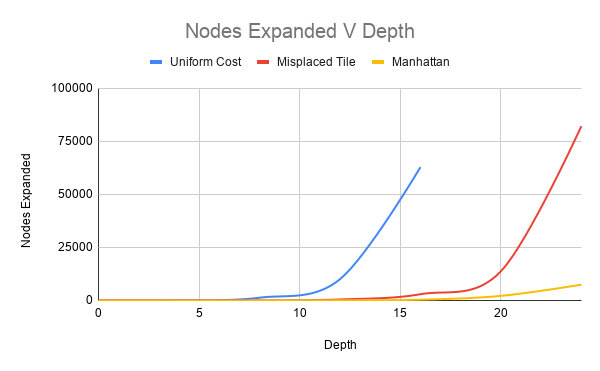 Nodes Expanded V Depth
Uniform Cost Misplaced Tile Manhattan
100000
75000
50000
25000
0
Nodes Expanded
0 5 10 15 20
Depth